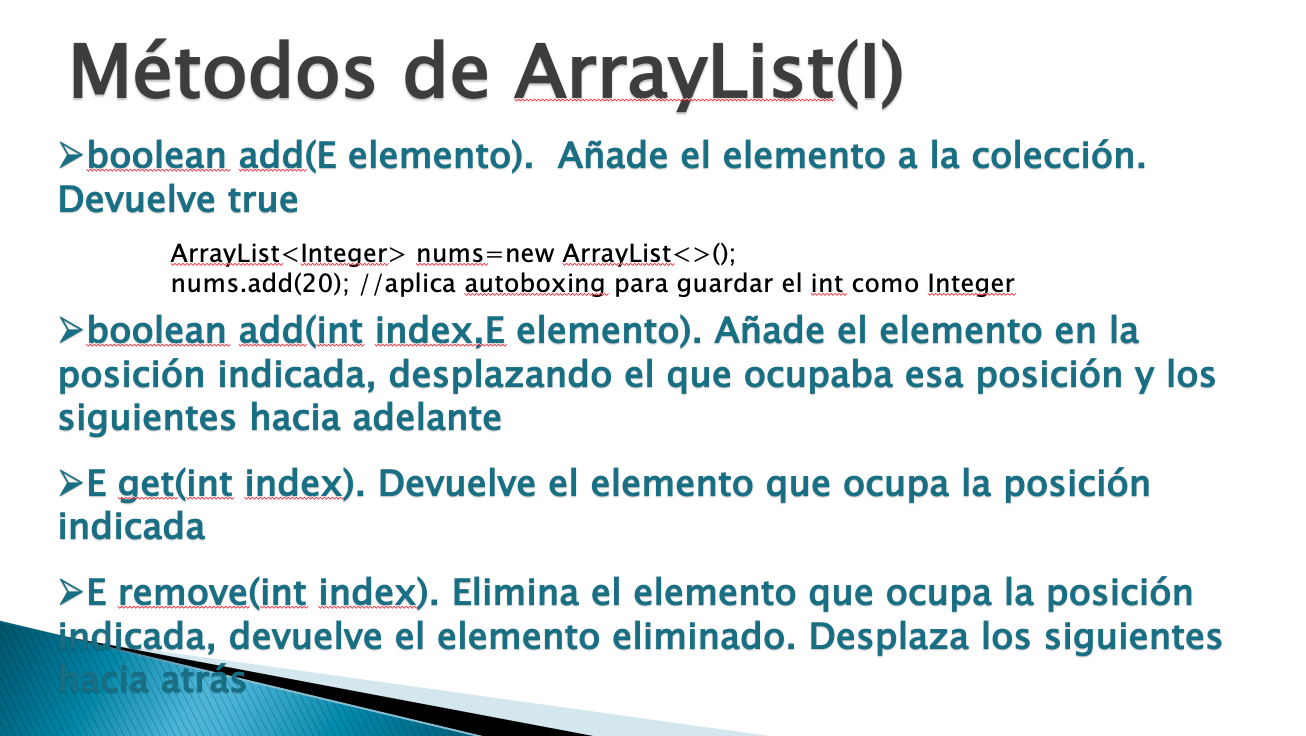 Métodos de ArrayList(I)
➢boolean add(E elemento).  Añade el elemento a la colección.
Devuelve true
ArrayList<Integer> nums=new ArrayList<>();
nums.add(20); //aplica autoboxing para guardar el int como Integer
➢boolean add(int index,E elemento). Añade el elemento en la
posición indicada, desplazando el que ocupaba esa posición y los
siguientes hacia adelante
➢E get(int index). Devuelve el elemento que ocupa la posición
indicada
➢E remove(int index). Elimina el elemento que ocupa la posición
indicada, devuelve el elemento eliminado. Desplaza los siguientes
hacia atrás